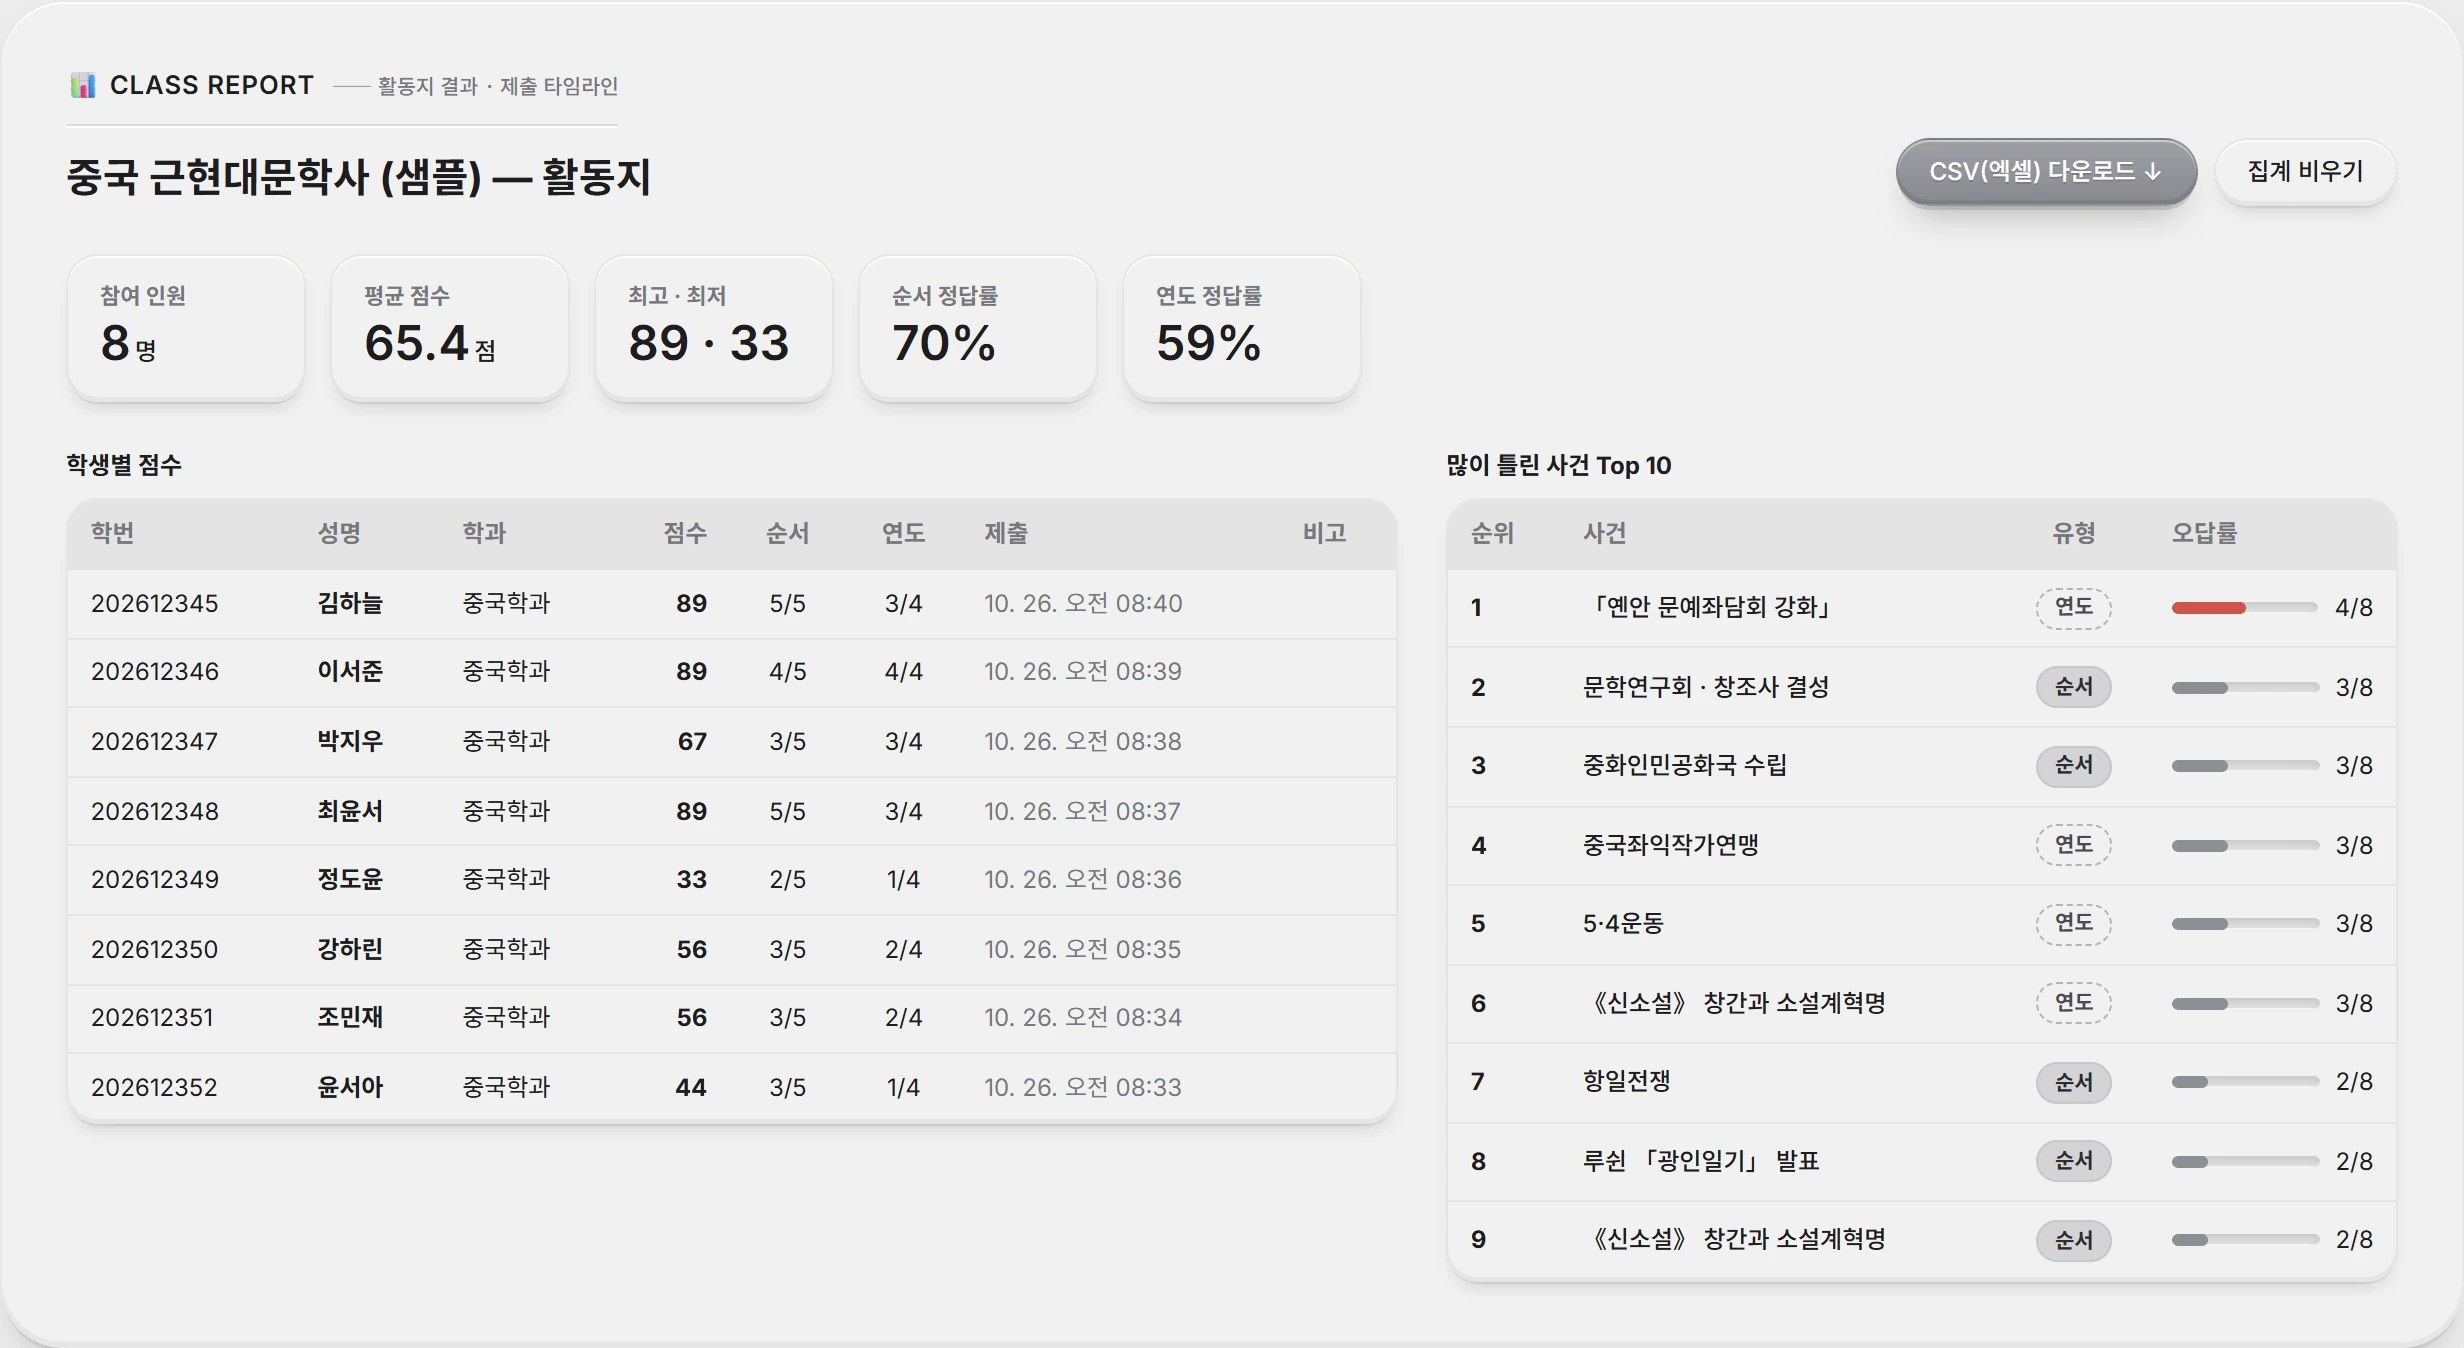 CLASS REPORT —— 활동지 결과 · 제출 타임라인
중국 근현대문학사 (샘플) — 활동지
CSV(엑셀) 다운로드 ↓
집계 비우기
참여 인원
8명
평균 점수
65.4점
최고 · 최저
89 · 33
순서 정답률
70%
연도 정답률
59%
학생별 점수
학번 성명 학과 점수 순서 연도 제출 비고
202612345 김하늘 중국학과 89 5/5 3/4 10. 26. 오전 08:40
202612346 이서준 중국학과 89 4/5 4/4 10. 26. 오전 08:39
202612347 박지우 중국학과 67 3/5 3/4 10. 26. 오전 08:38
202612348 최윤서 중국학과 89 5/5 3/4 10. 26. 오전 08:37
202612349 정도윤 중국학과 33 2/5 1/4 10. 26. 오전 08:36
202612350 강하린 중국학과 56 3/5 2/4 10. 26. 오전 08:35
202612351 조민재 중국학과 56 3/5 2/4 10. 26. 오전 08:34
202612352 윤서아 중국학과 44 3/5 1/4 10. 26. 오전 08:33
많이 틀린 사건 Top 10
순위 사건 유형 오답률
1 「옌안 문예좌담회 강화」 연도 4/8
2 문학연구회 · 창조사 결성 순서 3/8
3 중화인민공화국 수립 순서 3/8
4 중국좌익작가연맹 연도 3/8
5 5·4운동 연도 3/8
6 《신소설》 창간과 소설계혁명 연도 3/8
7 항일전쟁 순서 2/8
8 루쉰 「광인일기」 발표 순서 2/8
9 《신소설》 창간과 소설계혁명 순서 2/8